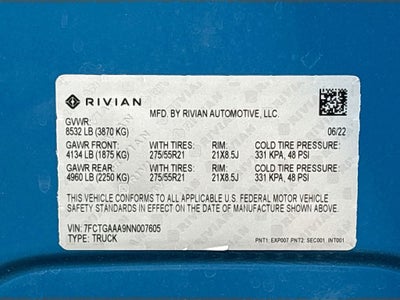 RIVIAN
MFD. BY RIVIAN AUTOMOTIVE, LLC.
GVWR:
8532 LB (3870 KG) 06/22
GAWR FRONT: WITH TIRES: RIM: COLD TIRE PRESSURE:
4134 LB (1875 KG) 275/55R21 21X8.5J 331 KPA, 48 PSI
GAWR REAR WITH TIRES: RIM: COLD TIRE PRESSURE:
4960 LB (2250 KG) 275/55R21 21X8.5J 331 KPA, 48 PSI
THIS VEHICLE CONFORMS TO ALL APPLICABLE U.S. FEDERAL MOTOR VEHICLE
SAFETY STANDARDS IN EFFECT ON THE DATE OF MANUFACTURE SHOWN ABOVE.
VIN: 7FCTGAAA9NN007605
TYPE: TRUCK PNT1: EXP007 PNT2: SEC001 INT001